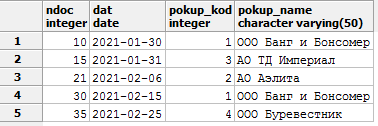 ndoc integer dat date pokup_kod integer pokup_name character varying(50)
1 10 2021-01-30 1 ООО Банг и Бонсомер
2 15 2021-01-31 3 АО ТД Империал
3 21 2021-02-06 2 АО Аэлита
4 30 2021-02-15 1 ООО Банг и Бонсомер
5 35 2021-02-25 4 ООО Буревестник